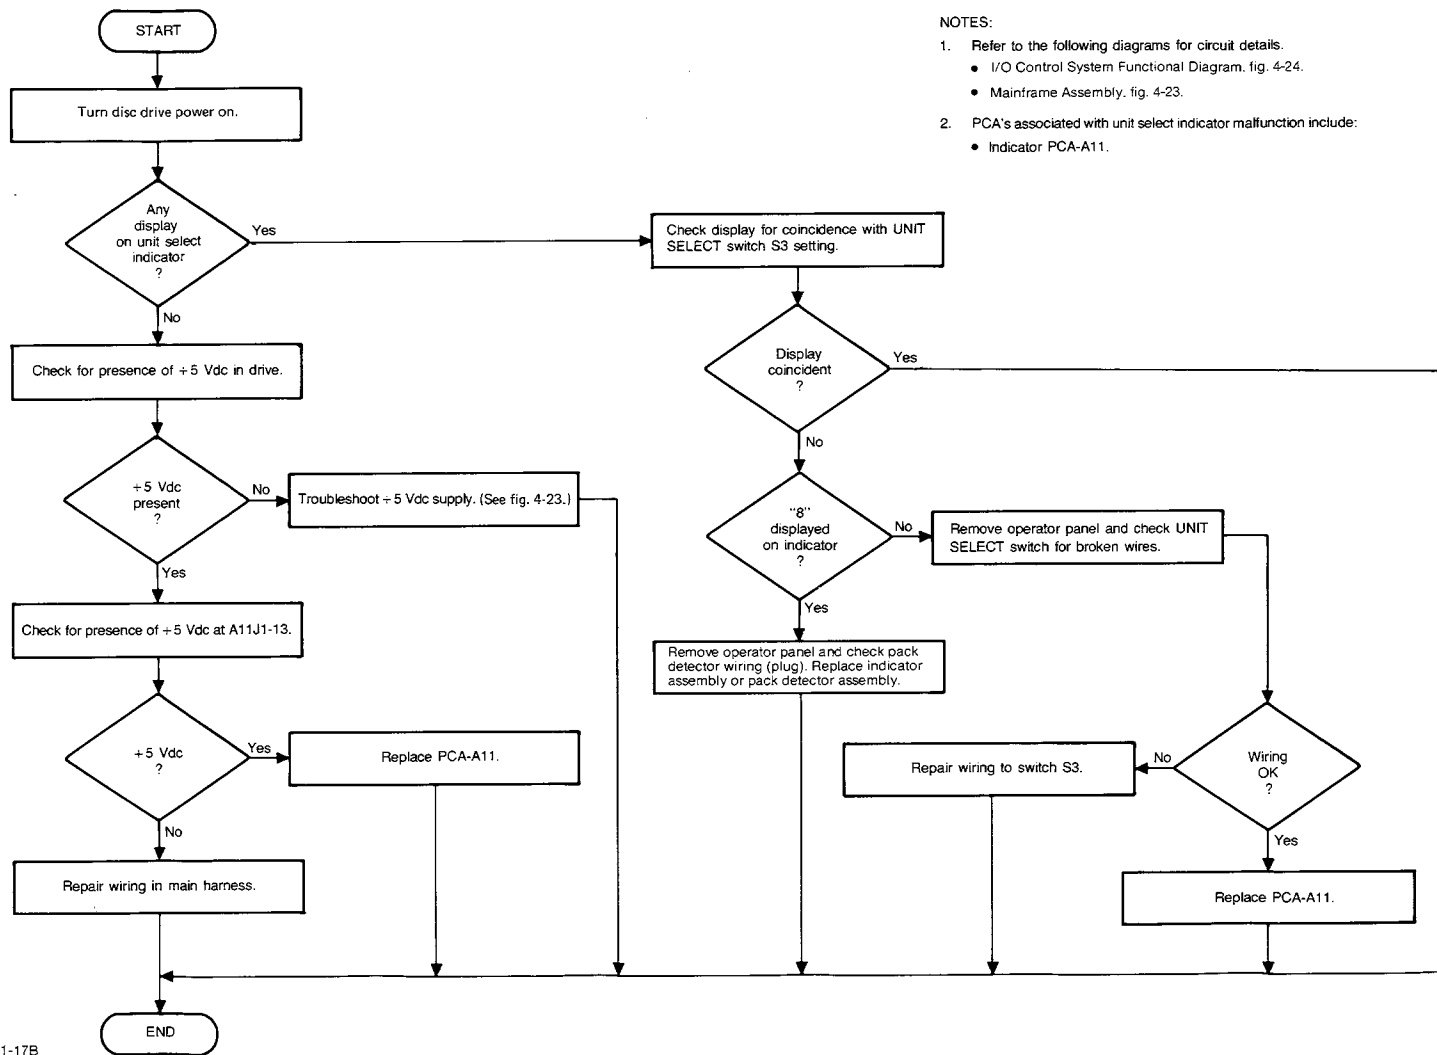 START
Turn disc drive power on.
Any
display
on unit select
indicator
?
Yes
No
Check for presence of +5 Vdc in drive.
+5 Vdc
present
?
No
Troubleshoot +5 Vdc supply. (See fig. 4-23.)
Yes
Check for presence of +5 Vdc at A11J1-13.
+5 Vdc
?
Yes
Replace PCA-A11.
No
Repair wiring in main harness.
END
1-17B
NOTES:
1. Refer to the following diagrams for circuit details.
• I/O Control System Functional Diagram. fig. 4-24.
• Mainframe Assembly. fig. 4-23.
2. PCA's associated with unit select indicator malfunction include:
• Indicator PCA-A11.
Check display for coincidence with UNIT
SELECT switch S3 setting.
Display
coincident
?
Yes
No
"8"
displayed
on indicator
?
No
Remove operator panel and check UNIT
SELECT switch for broken wires.
Yes
Remove operator panel and check pack
detector wiring (plug). Replace indicator
assembly or pack detector assembly.
Wiring
OK
?
No
Repair wiring to switch S3.
Yes
Replace PCA-A11.